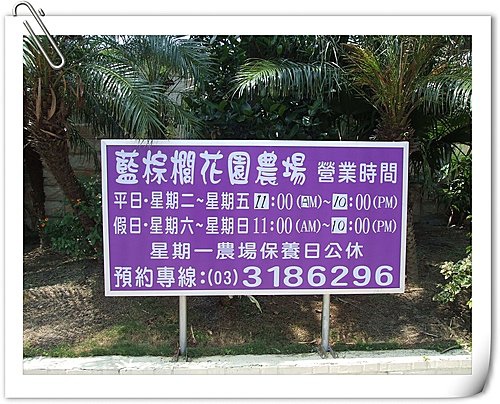 藍棕櫚花園農場 營業時間
平日·星期二~星期五 11:00(AM)~10:00(PM)
假日·星期六~星期日 11:00(AM)~10:00(PM)
星期一農場保養日公休
預約專線:(03)3186296